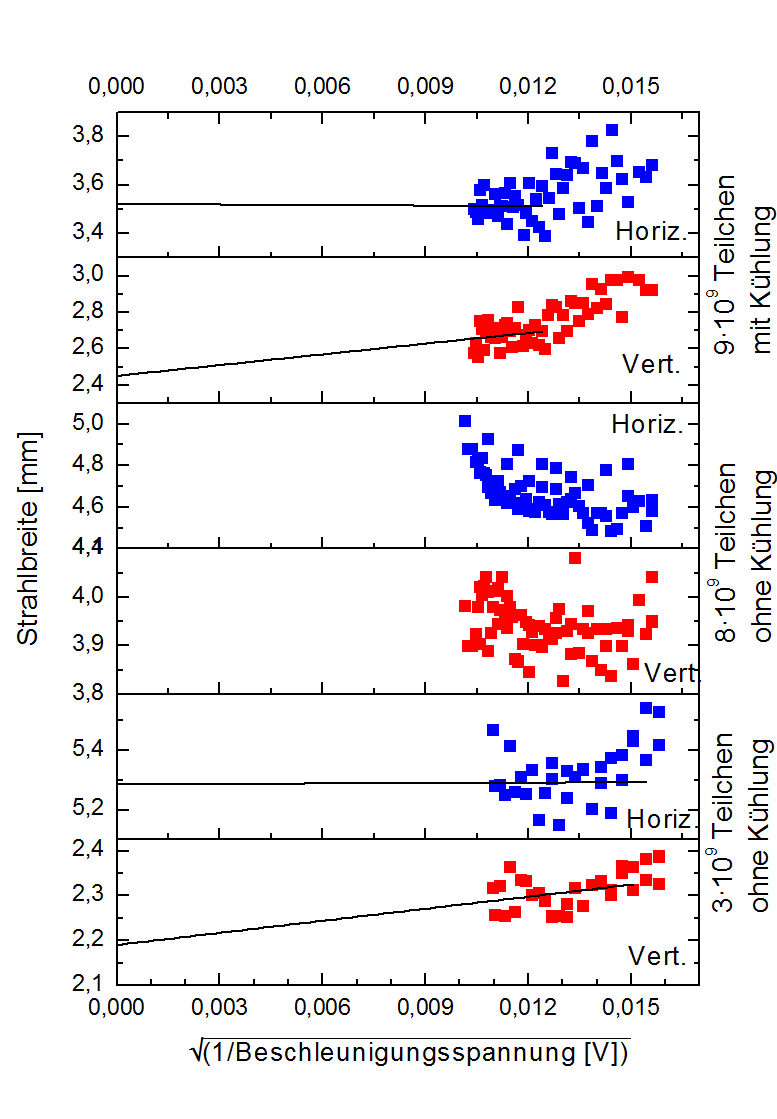 0,000 0,003 0,006 0,009 0,012 0,015
3,8
3,6
3,4
Horiz.
3,0
2,8
2,6
2,4
Vert.
9·10⁹ Teilchen
mit Kühlung
5,0
4,8
4,6
4,4
Horiz.
4,0
3,9
3,8
Vert.
8·10⁹ Teilchen
ohne Kühlung
5,4
5,2
Horiz.
2,4
2,3
2,2
2,1
Vert.
3·10⁹ Teilchen
ohne Kühlung
Strahlbreite [mm]
0,000 0,003 0,006 0,009 0,012 0,015
√(1/Beschleunigungsspannung [V])